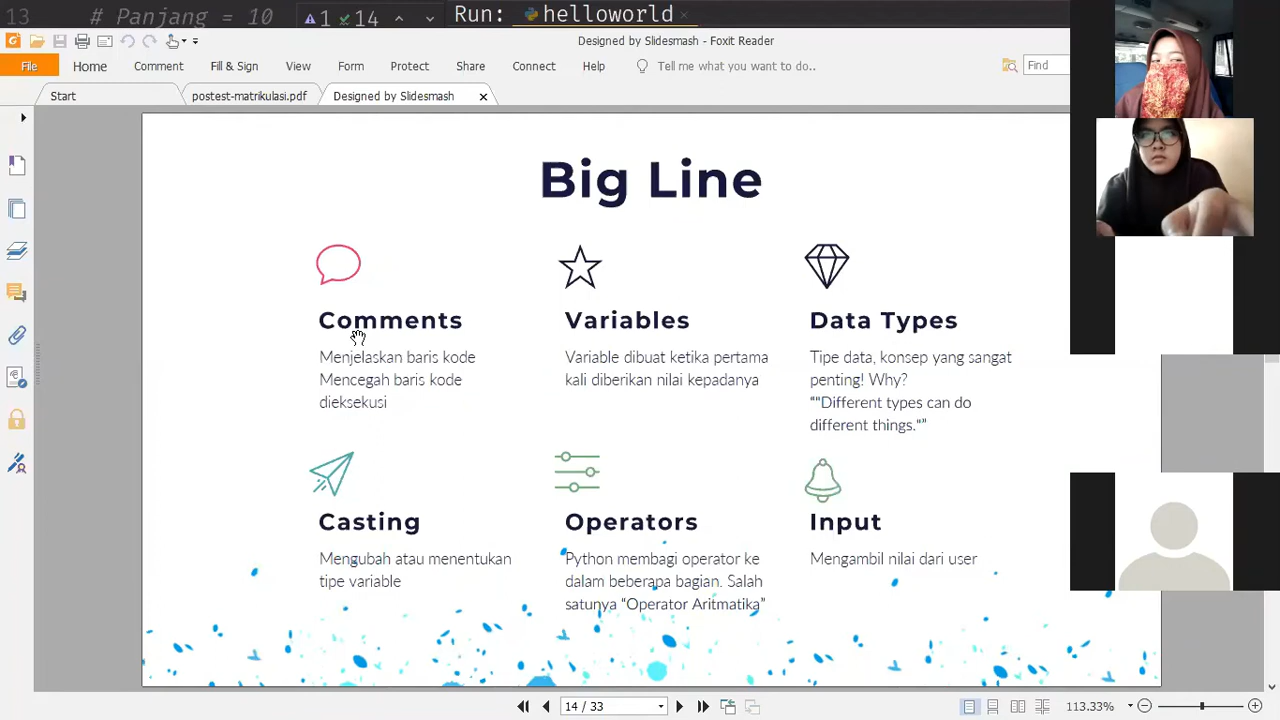 13
# Panjang = 10
1
14
Run:
helloworld
Designed by Slidesmash - Foxit Reader
File
Home
Comment
Fill & Sign
View
Form
Protect
Share
Connect
Help
Tell me what you want to do..
Find
Start
postest-matrikulasi.pdf
Designed by Slidesmash
Big Line
Comments
Menjelaskan baris kode
Mencegah baris kode
dieksekusi
Variables
Variable dibuat ketika pertama
kali diberikan nilai kepadanya
Data Types
Tipe data, konsep yang sangat
penting! Why?
““Different types can do
different things.””
Casting
Mengubah atau menentukan
tipe variable
Operators
Python membagi operator ke
dalam beberapa bagian. Salah
satunya “Operator Aritmatika”
Input
Mengambil nilai dari user
14 / 33
113.33%